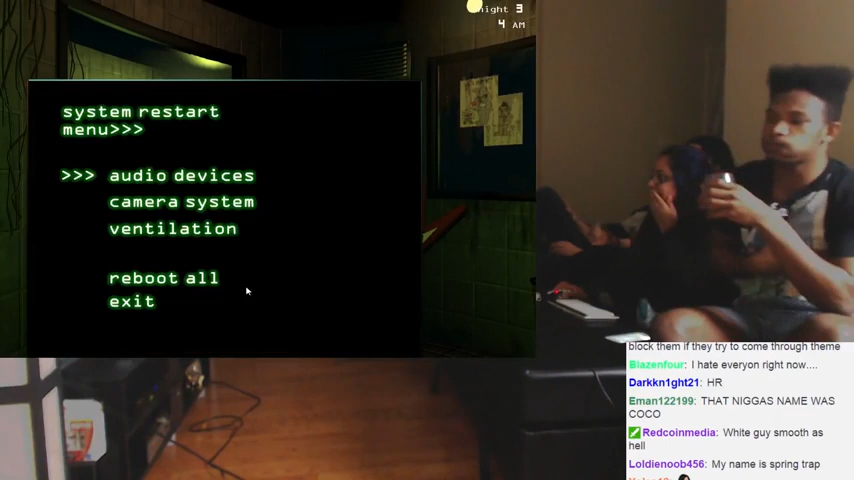 night 3
4 AM
system restart
menu>>>
>>> audio devices
camera system
ventilation
reboot all
exit
block them if they try to come through theme
Blazenfour: I hate everyon right now....
Darkkn1ght21: HR
Eman122199: THAT NIGGAS NAME WAS
COCO
Redcoinmedia: White guy smooth as
hell
Loldienoob456: My name is spring trap